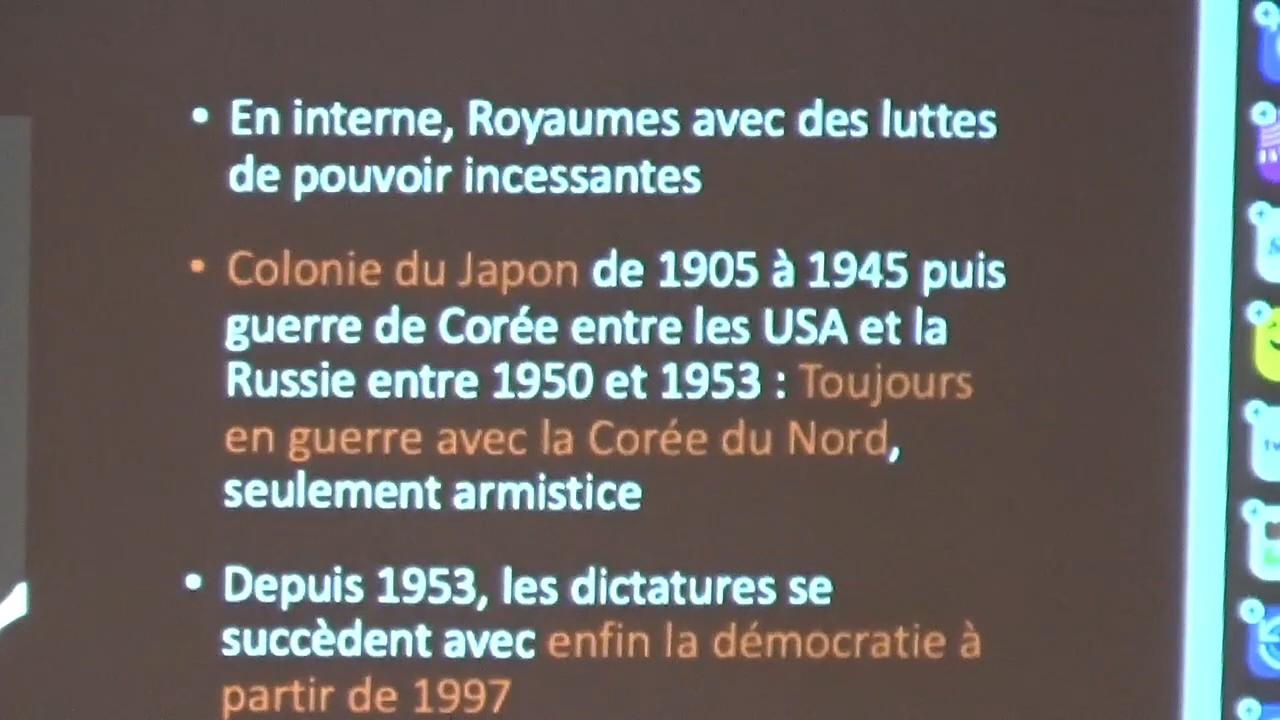 • En interne, Royaumes avec des luttes
de pouvoir incessantes
• Colonie du Japon de 1905 à 1945 puis
guerre de Corée entre les USA et la
Russie entre 1950 et 1953 : Toujours
en guerre avec la Corée du Nord,
seulement armistice
• Depuis 1953, les dictatures se
succèdent avec enfin la démocratie à
partir de 1997